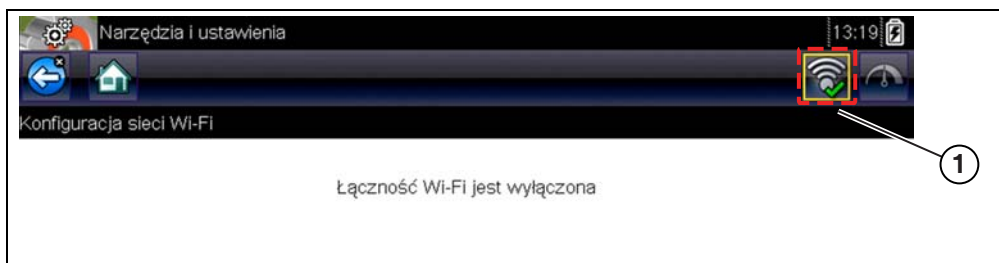 Narzędzia i ustawienia
13:19
Konfiguracja sieci Wi-Fi
1
Łączność Wi-Fi jest wyłączona